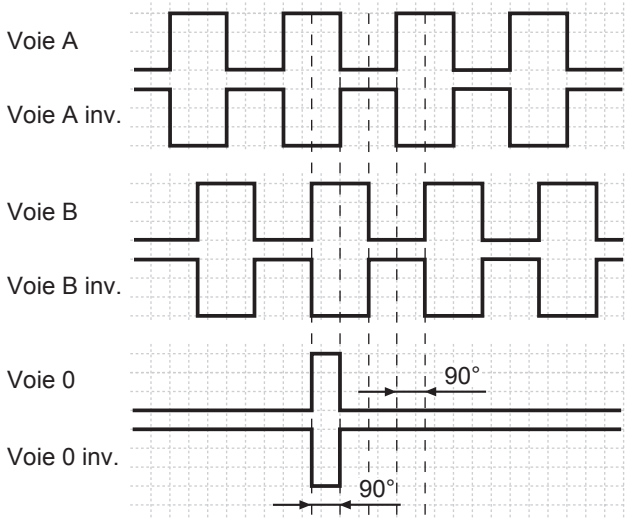 Voie A
Voie A inv.
Voie B
Voie B inv.
Voie 0
90°
Voie 0 inv.
90°